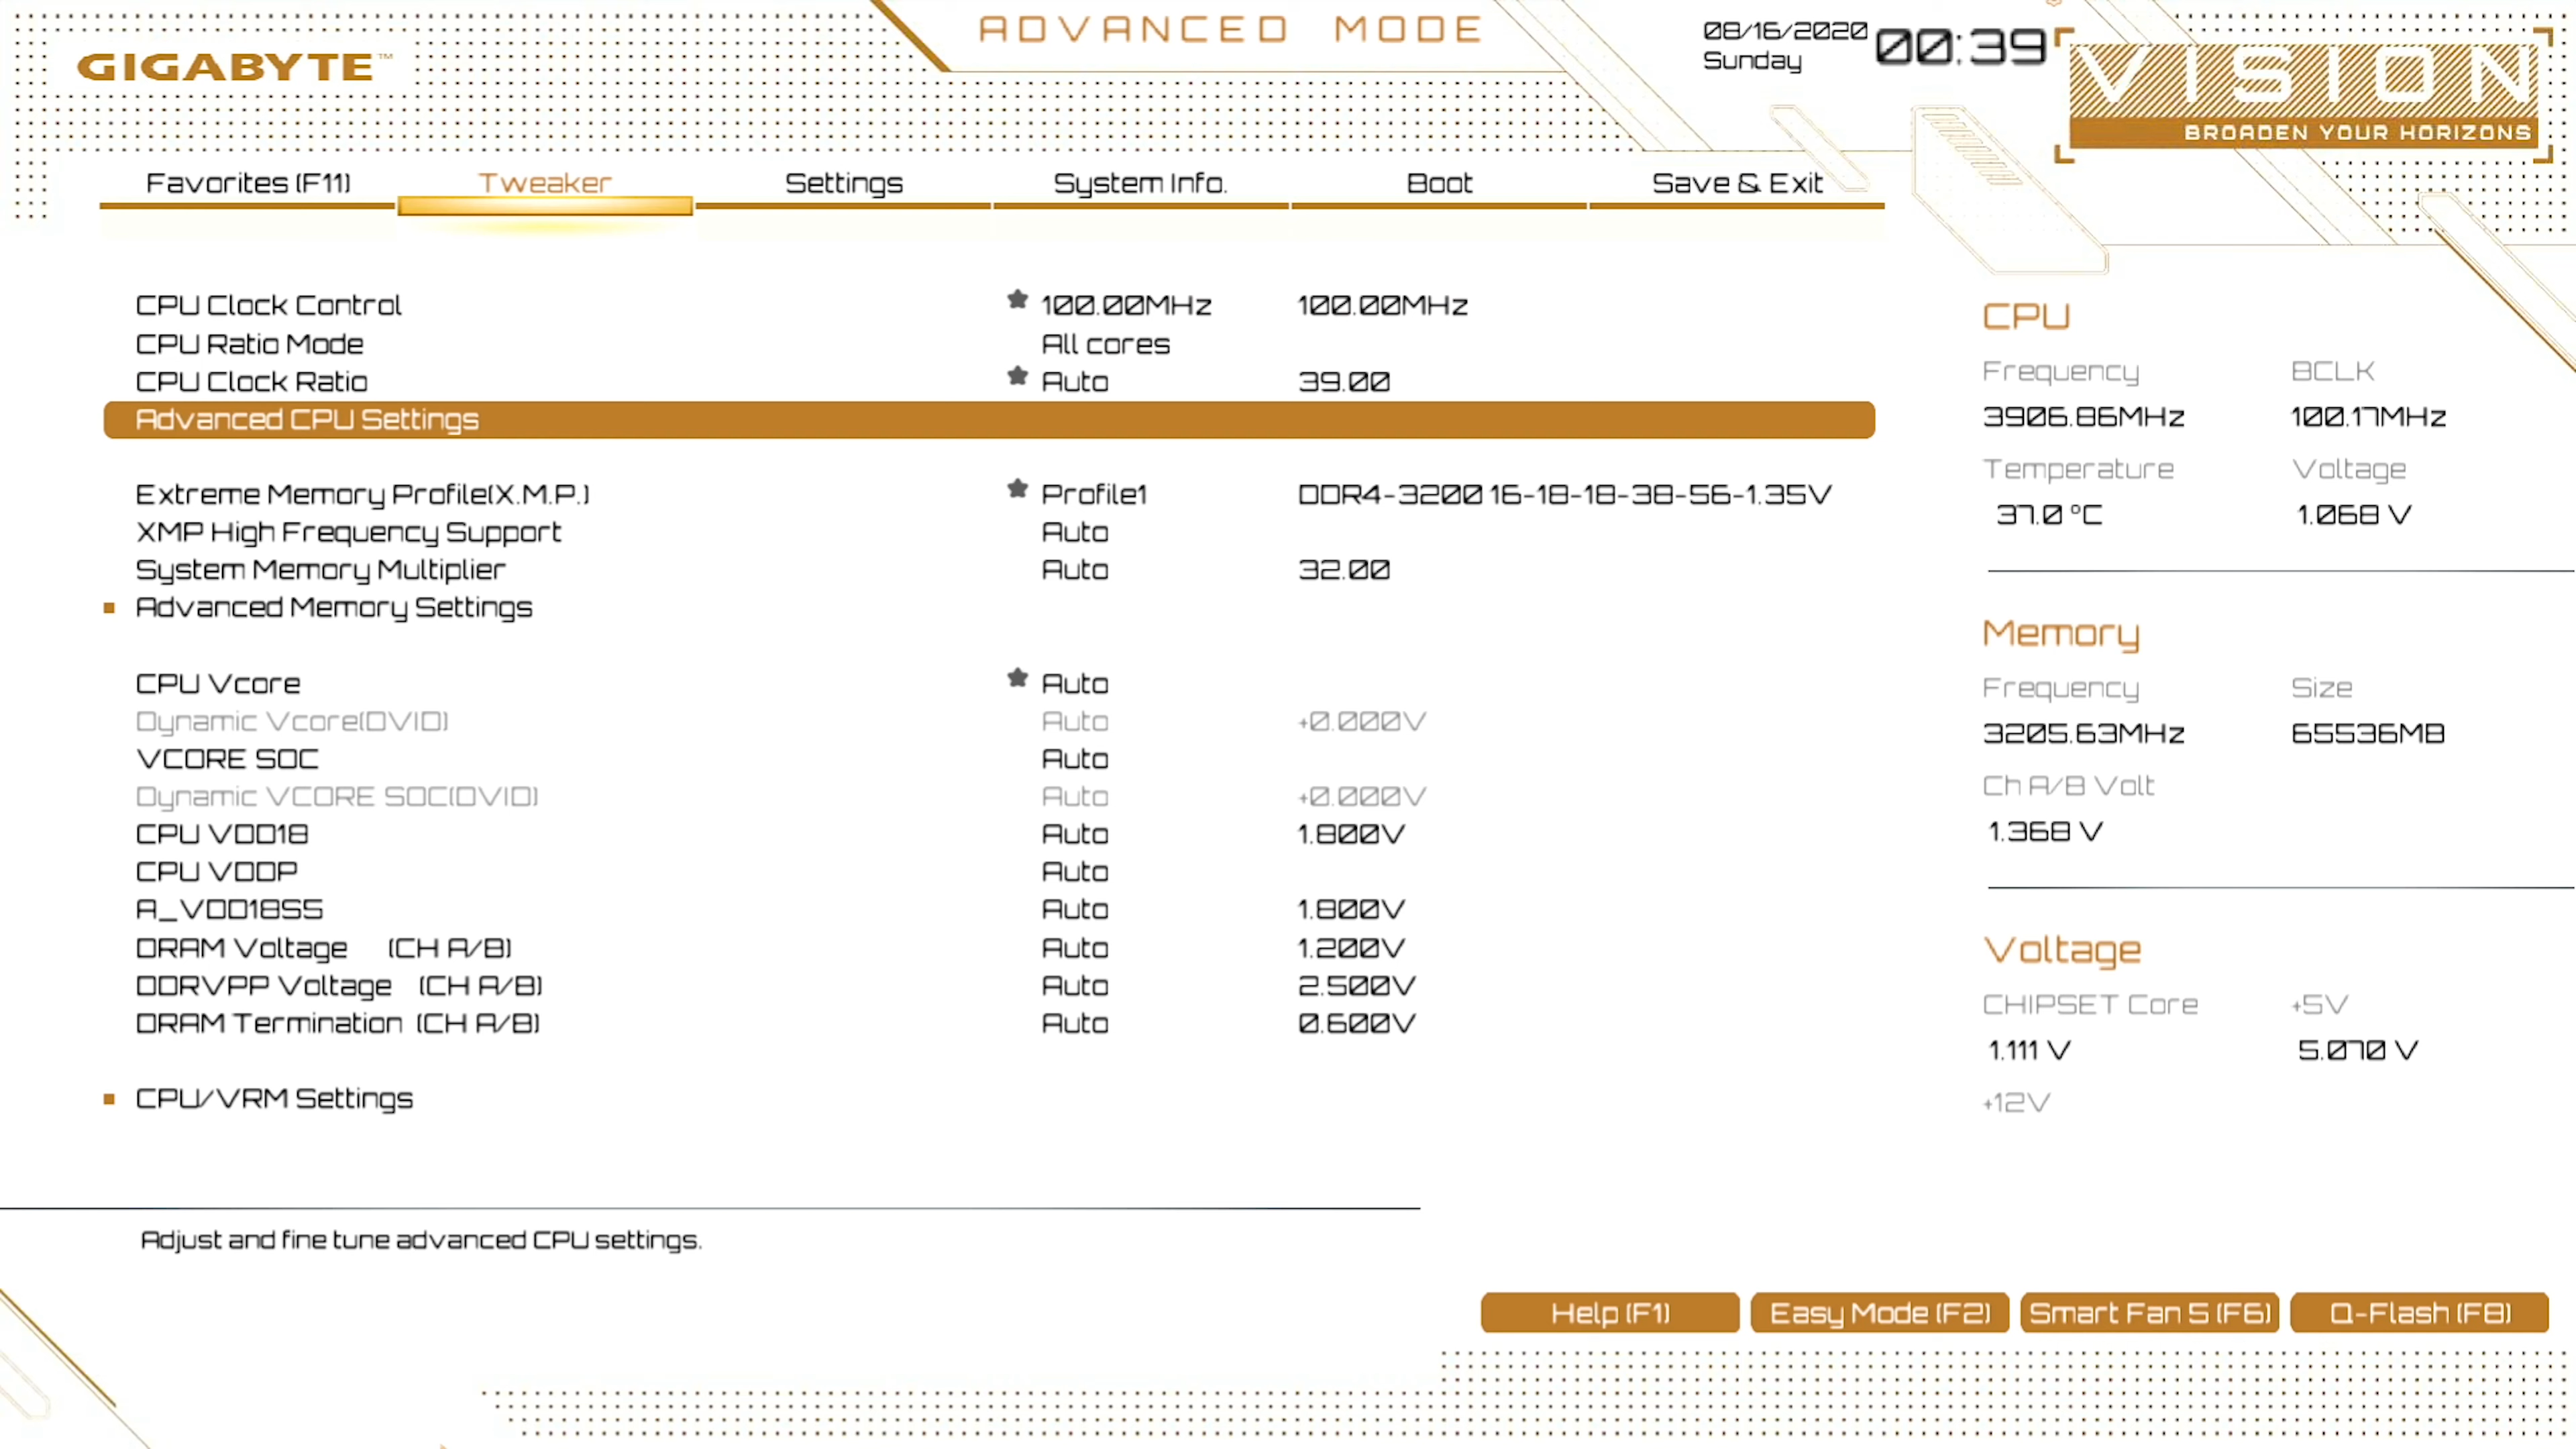 ADVANCED MODE
GIGABYTE™
08/16/2020
Sunday
00:39
VISION
BROADEN YOUR HORIZONS
Favorites (F11) Tweaker Settings System Info. Boot Save & Exit
CPU Clock Control 100.00MHz 100.00MHz
CPU Ratio Mode All cores
CPU Clock Ratio Auto 39.00
Advanced CPU Settings
Extreme Memory Profile(X.M.P.) Profile1 DDR4-3200 16-18-18-38-56-1.35V
XMP High Frequency Support Auto
System Memory Multiplier Auto 32.00
Advanced Memory Settings
CPU Vcore Auto
Dynamic Vcore(DVID) Auto +0.000V
VCORE SOC Auto
Dynamic VCORE SOC(DVID) Auto +0.000V
CPU VDD18 Auto 1.800V
CPU VDDP Auto
A_VDD18S5 Auto 1.800V
DRAM Voltage (CH A/B) Auto 1.200V
DDRVPP Voltage (CH A/B) Auto 2.500V
DRAM Termination (CH A/B) Auto 0.600V
CPU/VRM Settings
CPU
Frequency BCLK
3906.86MHz 100.17MHz
Temperature Voltage
37.0 °C 1.068 V
Memory
Frequency Size
3205.63MHz 65536MB
Ch A/B Volt
1.368 V
Voltage
CHIPSET Core +5V
1.111 V 5.070 V
+12V
Adjust and fine tune advanced CPU settings.
Help (F1) Easy Mode (F2) Smart Fan 5 (F6) Q-Flash (F8)